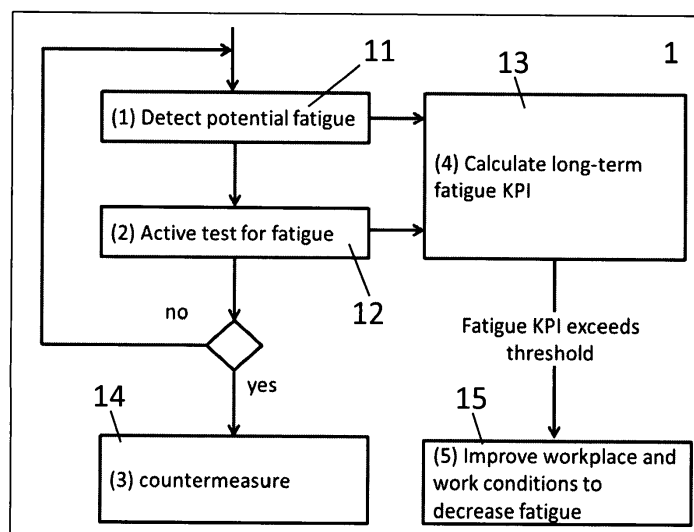 11
13
1
(1) Detect potential fatigue
(4) Calculate long-term
fatigue KPI
(2) Active test for fatigue
12
no
Fatigue KPI exceeds
threshold
yes
14
15
(3) countermeasure
(5) Improve workplace and
work conditions to
decrease fatigue